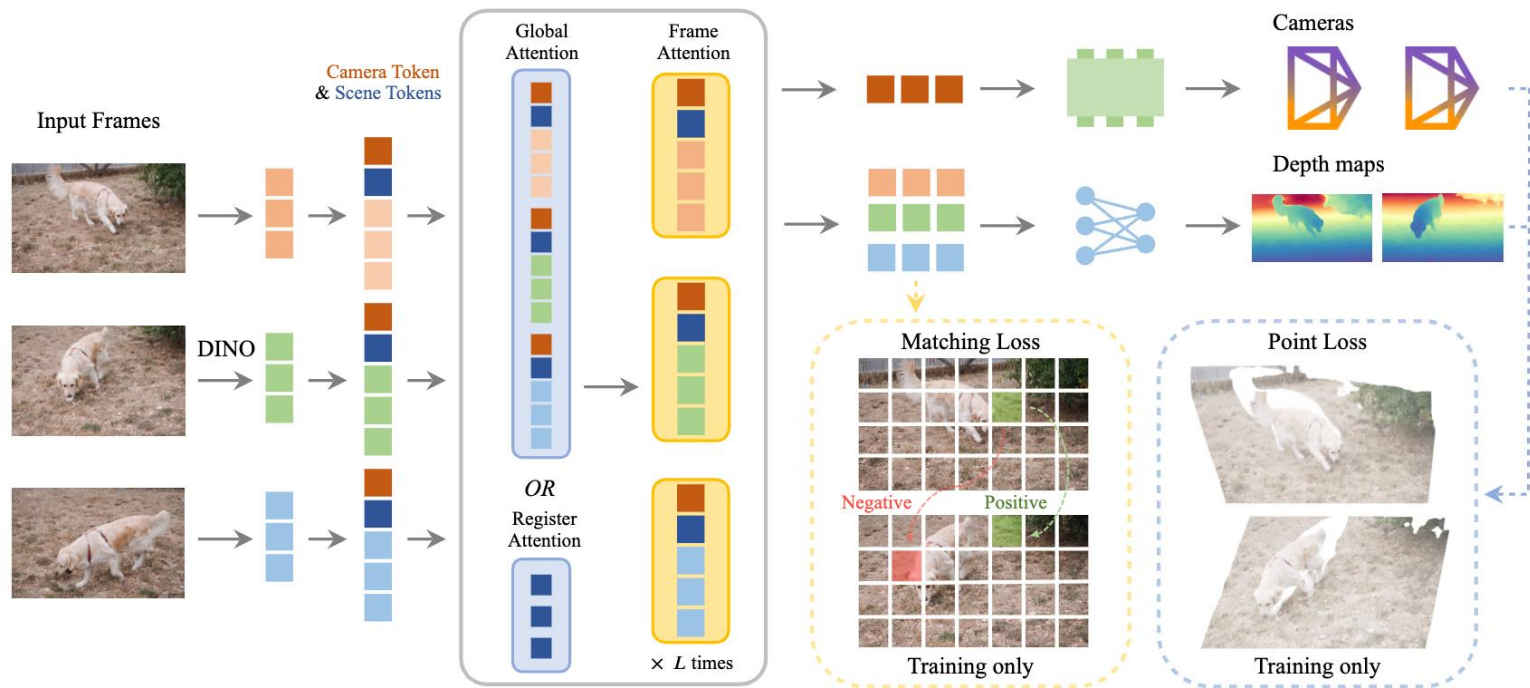 Input Frames
DINO
Camera Token
& Scene Tokens
Global
Attention
Frame
Attention
OR
Register
Attention
× L times
Cameras
Depth maps
Matching Loss
Negative
Positive
Training only
Point Loss
Training only